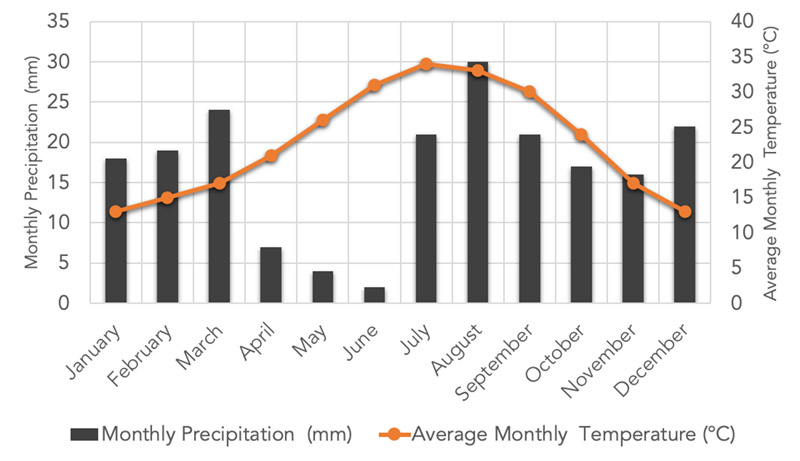 35
30
25
20
15
10
5
0
Monthly Precipitation (mm)
40
35
30
25
20
15
10
5
0
Average Monthly Temperature (ºC)
January
February
March
April
May
June
July
August
September
October
November
December
Monthly Precipitation (mm)
Average Monthly Temperature (ºC)